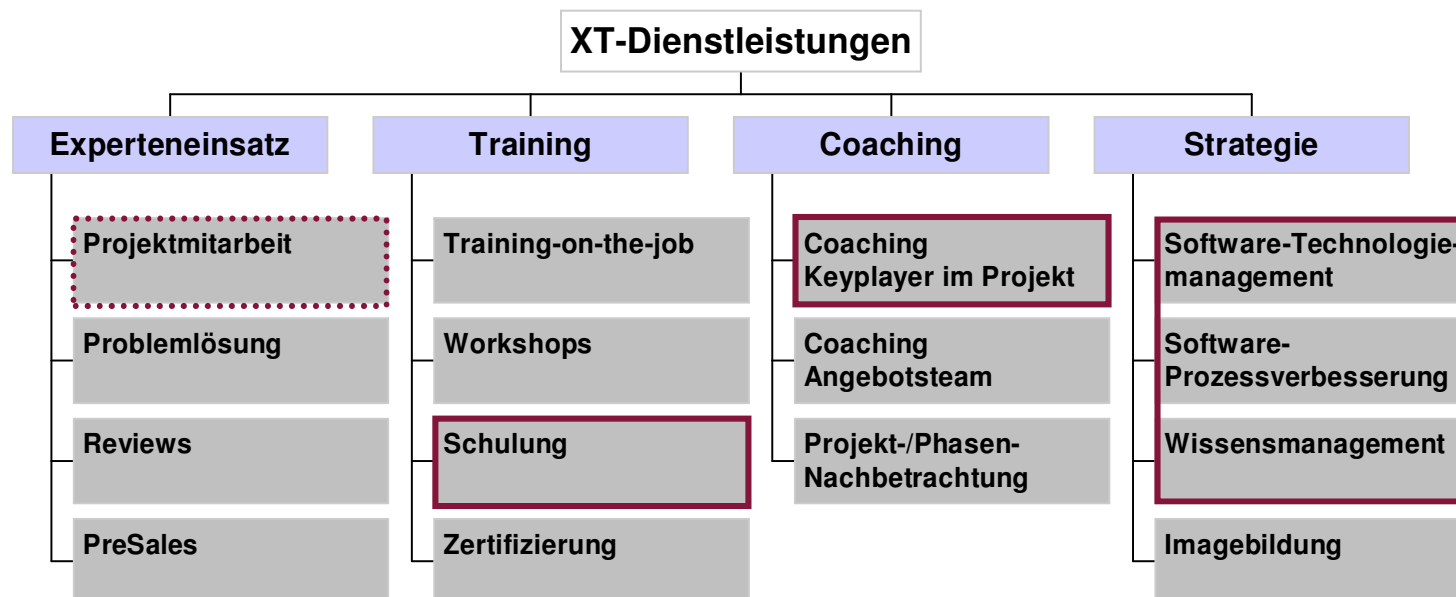 XT-Dienstleistungen
Experteneinsatz
Projektmitarbeit
Problemlösung
Reviews
PreSales
Training
Training-on-the-job
Workshops
Schulung
Zertifizierung
Coaching
Coaching
Keyplayer im Projekt
Coaching
Angebotsteam
Projekt-/Phasen-
Nachbetrachtung
Strategie
Software-Technologie-
management
Software-
Prozessverbesserung
Wissensmanagement
Imagebildung